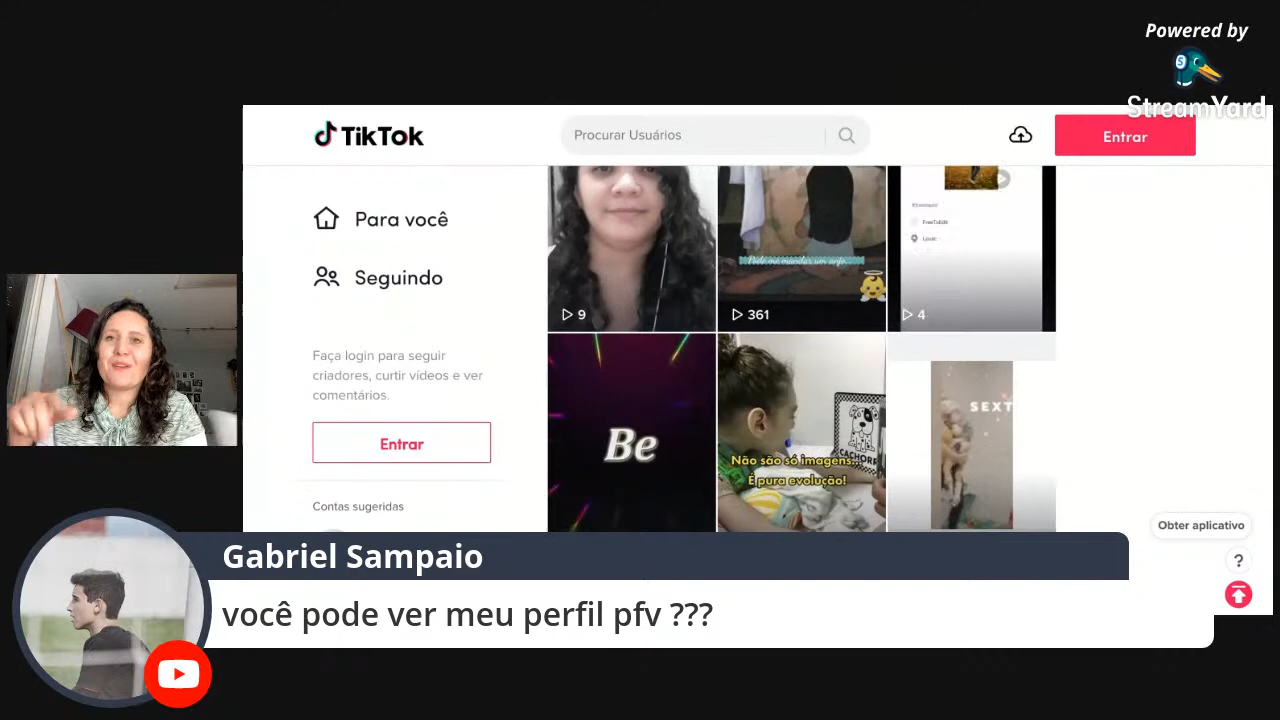 Powered by
StreamYard
TikTok
Procurar Usuários
Entrar
Para você
Seguindo
Faça login para seguir
criadores, curtir vídeos e ver
comentários.
Entrar
Contas sugeridas
9
361
4
Be
Não são só imagens...
É pura evolução!
CACHORR
SEXT
Obter aplicativo
?
Gabriel Sampaio
você pode ver meu perfil pfv ???